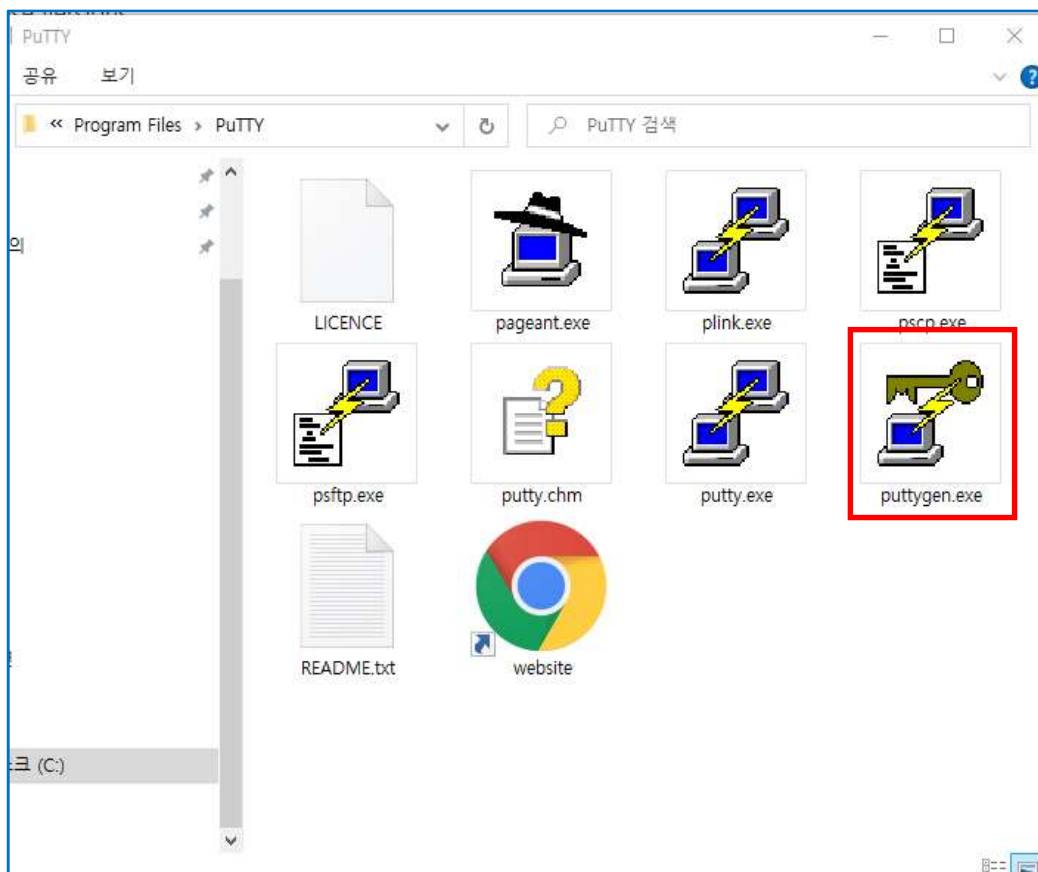 PuTTY
공유 보기
« Program Files › PuTTY
PuTTY 검색
의
LICENCE pageant.exe plink.exe pscp.exe
psftp.exe putty.chm putty.exe puttygen.exe
README.txt website
(C:)